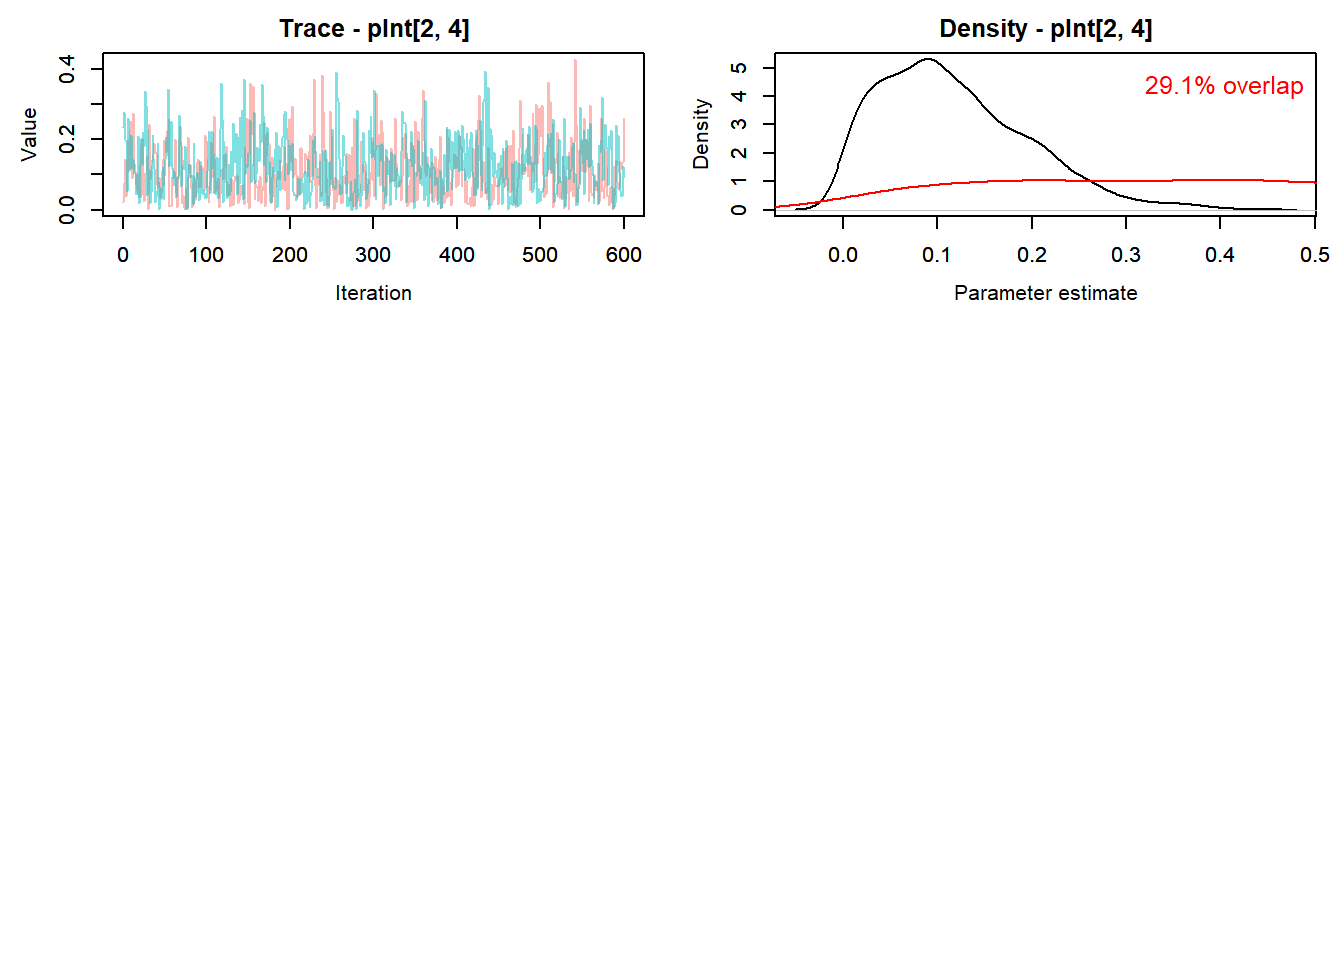 Trace - pInt[2, 4]
Value
0.0
0.2
0.4
0 100 200 300 400 500 600
Iteration
Density - pInt[2, 4]
29.1% overlap
Density
0
1
2
3
4
5
0.0 0.1 0.2 0.3 0.4 0.5
Parameter estimate